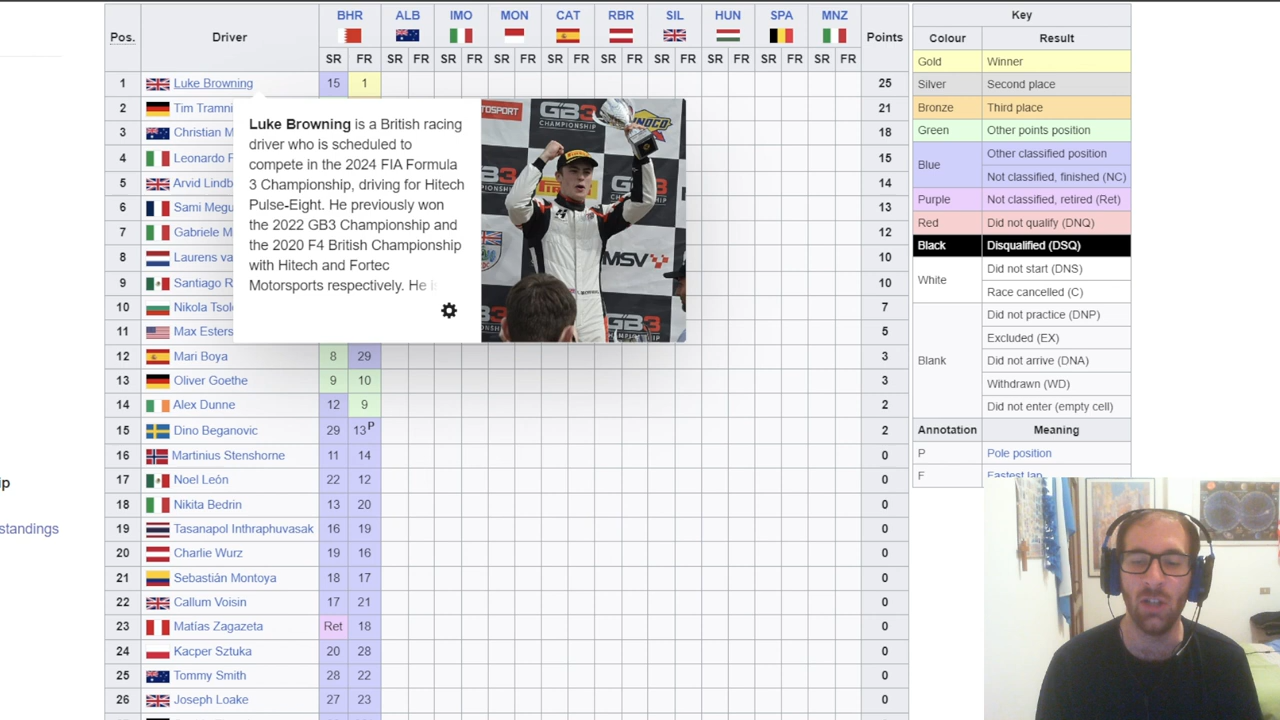 Pos. Driver BHR ALB IMO MON CAT RBR SIL HUN SPA MNZ Points
SR FR SR FR SR FR SR FR SR FR SR FR SR FR SR FR SR FR SR FR
1 Luke Browning 15 1 25
2 Tim Tramni 21
3 Christian M 18
4 Leonardo F 15
5 Arvid Lindb
6 Sami Megu 13
7 Gabriele M 12
8 Laurens va 10
9 Santiago R 10
10 Nikola Tsol 7
11 Max Esters 5
12 Mari Boya 8 29 3
13 Oliver Goethe 9 10 3
14 Alex Dunne 12 9 2
15 Dino Beganovic 29 13P 2
16 Martinius Stenshorne 11 14 0
17 Noel León 22 12 0
18 Nikita Bedrin 13 20 0
19 Tasanapol Inthraphuvasak 16 19 0
20 Charlie Wurz 19 16 0
21 Sebastián Montoya 18 17 0
22 Callum Voisin 17 21 0
23 Matías Zagazeta Ret 18 0
24 Kacper Sztuka 20 28 0
25 Tommy Smith 28 22 0
26 Joseph Loake 27 23 0
Luke Browning is a British racing
driver who is scheduled to
compete in the 2024 FIA Formula
3 Championship, driving for Hitech
Pulse-Eight. He previously won
the 2022 GB3 Championship and
the 2020 F4 British Championship
with Hitech and Fortec
Motorsports respectively. He is
TOSPORT
GB3
CHAMPIONSHIP
SUNOCO
MSV
GB3
Key
Colour Result
Gold Winner
Silver Second place
Bronze Third place
Green Other points position
Blue Other classified position
Not classified, finished (NC)
Purple Not classified, retired (Ret)
Red Did not qualify (DNQ)
Black Disqualified (DSQ)
White Did not start (DNS)
Race cancelled (C)
Blank Did not practice (DNP)
Excluded (EX)
Did not arrive (DNA)
Withdrawn (WD)
Did not enter (empty cell)
Annotation Meaning
P Pole position
F Fastest lap
ip
standings